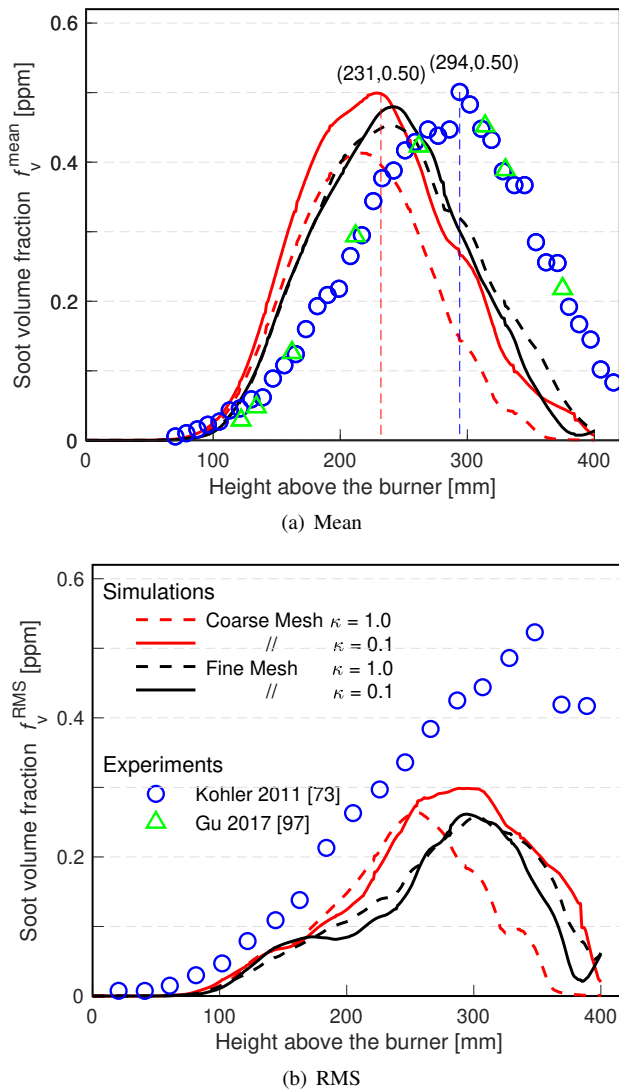 0.6
(231,0.50)
(294,0.50)
0.4
0.2
0
Soot volume fraction f_v^mean [ppm]
0 100 200 300 400
Height above the burner [mm]
(a) Mean
0.6
Simulations
Coarse Mesh κ = 1.0
// κ = 0.1
Fine Mesh κ = 1.0
// κ = 0.1
0.4
Experiments
Kohler 2011 [73]
Gu 2017 [97]
0.2
0
Soot volume fraction f_v^RMS [ppm]
0 100 200 300 400
Height above the burner [mm]
(b) RMS